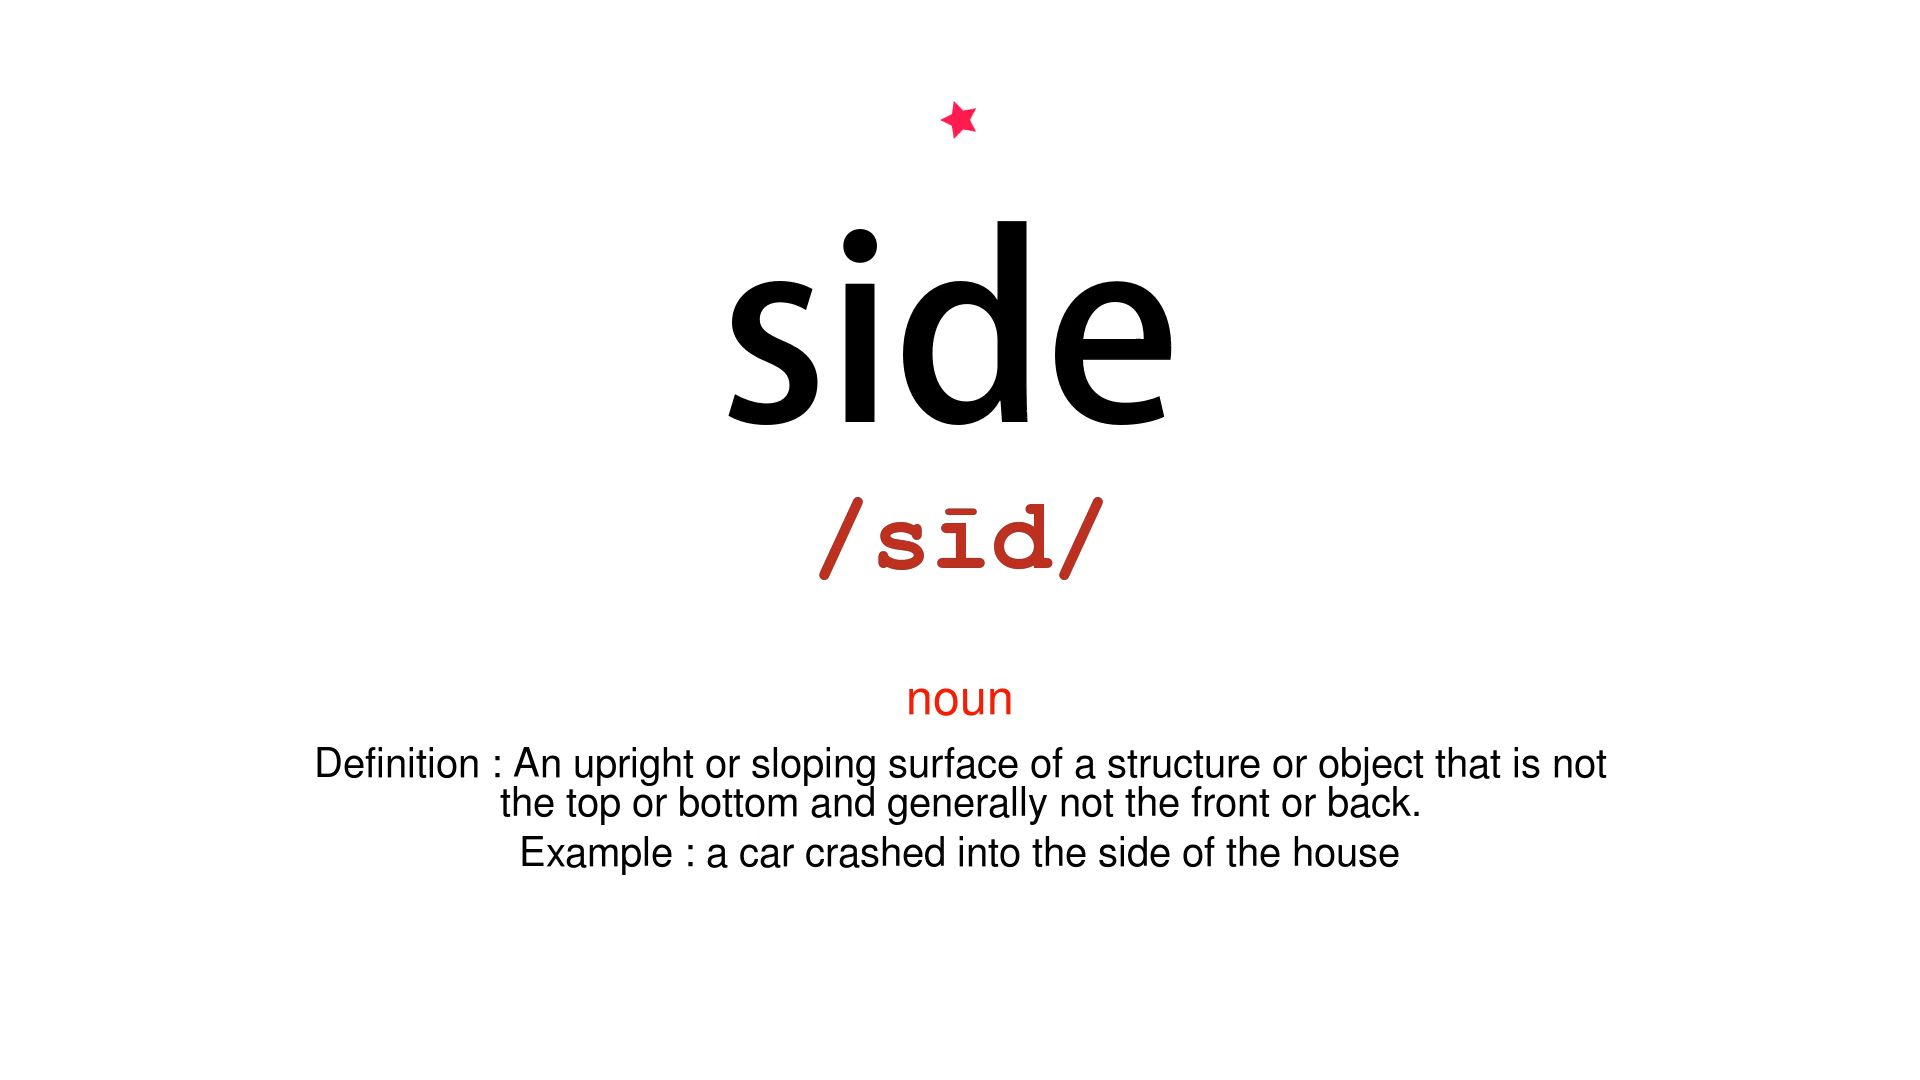 side
/sīd/
noun
Definition : An upright or sloping surface of a structure or object that is not
the top or bottom and generally not the front or back.
Example : a car crashed into the side of the house